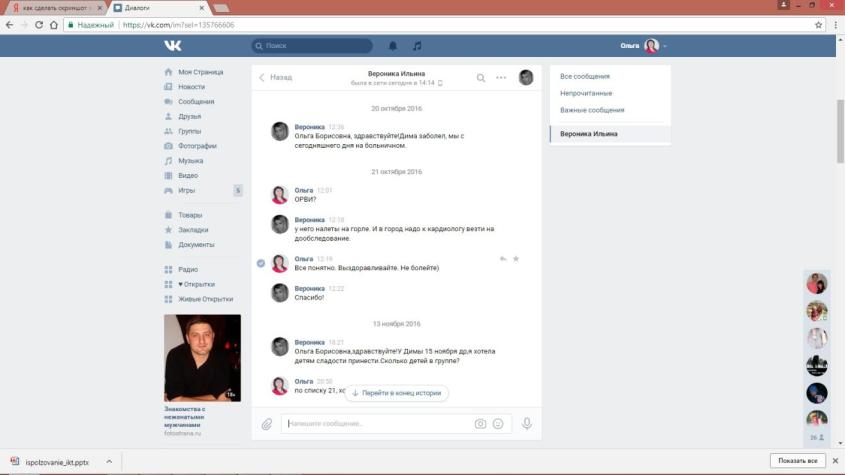 как сделать скриншот
Диалоги
Надежный
https://vk.com/im?sel=135766606
Поиск
Ольга
Моя Страница
Новости
Сообщения
Друзья
Группы
Фотографии
Музыка
Видео
Игры
5
Товары
Закладки
Документы
Радио
♥ Открытки
Живые Открытки
18+
Знакомства с
неженатыми
мужчинами
fotostrana.ru
Назад
Вероника Ильина
была в сети сегодня в 14:14
20 октября 2016
Вероника 12:36
Ольга Борисовна, здравствуйте!Дима заболел, мы с
сегодняшнего дня на больничном.
21 октября 2016
Ольга 12:01
ОРВИ?
Вероника 12:18
у него налеты на горле. И в город надо к кардиологу везти на
дообследование.
Ольга 12:19
Все понятно. Выздоравливайте. Не болейте)
Вероника 12:22
Спасибо!
13 ноября 2016
Вероника 18:21
Ольга Борисовна,здравствуйте!У Димы 15 ноября др,я хотела
детям сладости принести.Сколько детей в группе?
Ольга 20:50
по списку 21, хо
Перейти в конец истории
Напишите сообщение...
Все сообщения
Непрочитанные
Важные сообщения
Вероника Ильина
26
ispolzovanie_ikt.pptx
Показать все